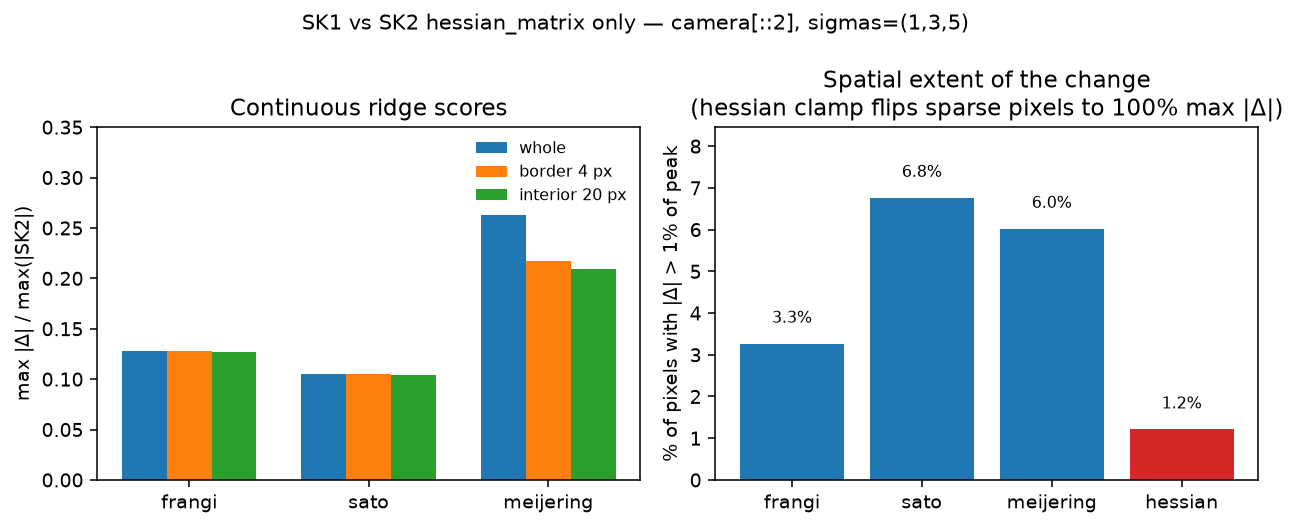 SK1 vs SK2 hessian_matrix only — camera[::2], sigmas=(1,3,5)
Continuous ridge scores
max |Δ| / max(|SK2|)
0.35
0.30
0.25
0.20
0.15
0.10
0.05
0.00
whole
border 4 px
interior 20 px
frangi
sato
meijering
Spatial extent of the change
(hessian clamp flips sparse pixels to 100% max |Δ|)
% of pixels with |Δ| > 1% of peak
8
7
6
5
4
3
2
1
0
3.3%
6.8%
6.0%
1.2%
frangi
sato
meijering
hessian